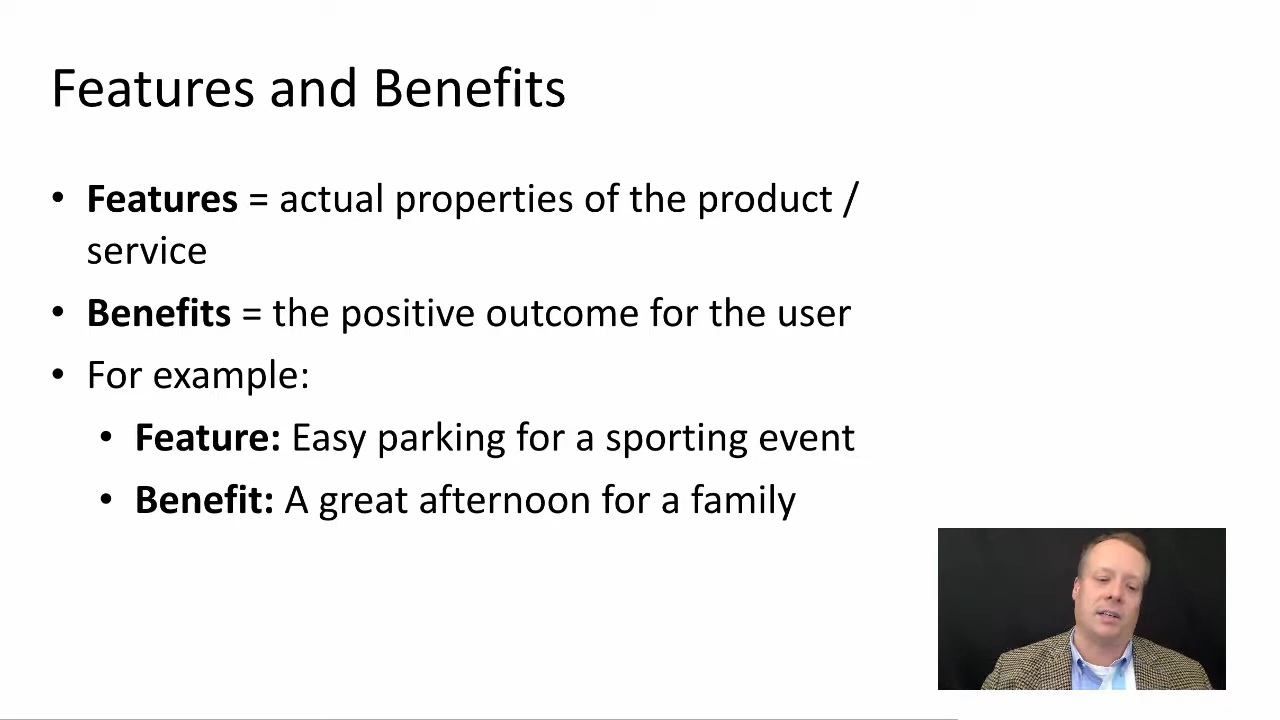 Features and Benefits
• Features = actual properties of the product /
service
• Benefits = the positive outcome for the user
• For example:
• Feature: Easy parking for a sporting event
• Benefit: A great afternoon for a family